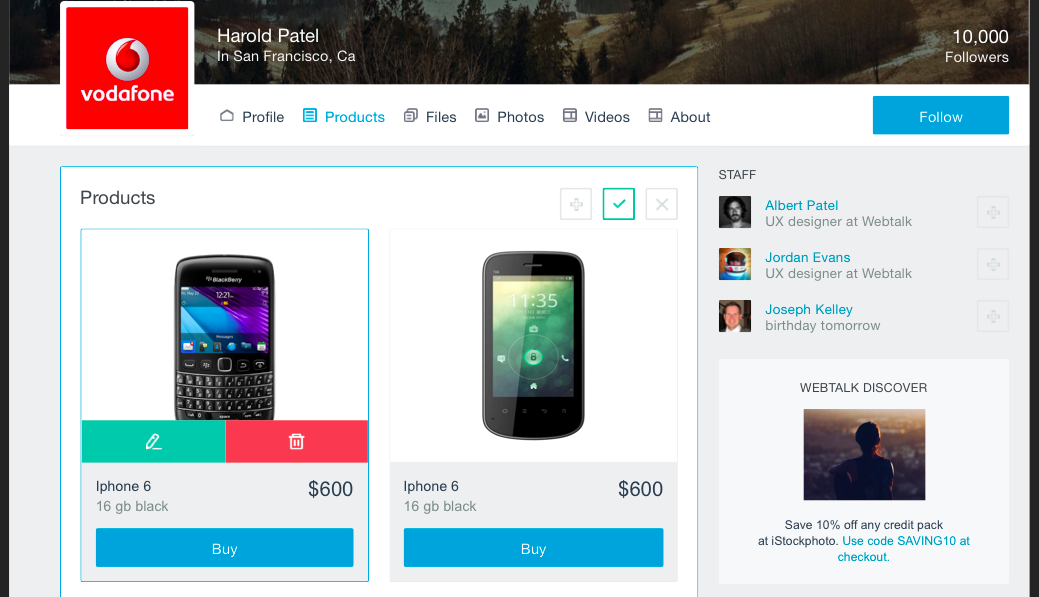 Harold Patel
In San Francisco, Ca
10,000
Followers
vodafone
Profile
Products
Files
Photos
Videos
About
Follow
Products
BlackBerry
12:21
Messages
Iphone 6
$600
16 gb black
Buy
11:35
Iphone 6
$600
16 gb black
Buy
STAFF
Albert Patel
UX designer at Webtalk
Jordan Evans
UX designer at Webtalk
Joseph Kelley
birthday tomorrow
WEBTALK DISCOVER
Save 10% off any credit pack
at iStockphoto. Use code SAVING10 at
checkout.